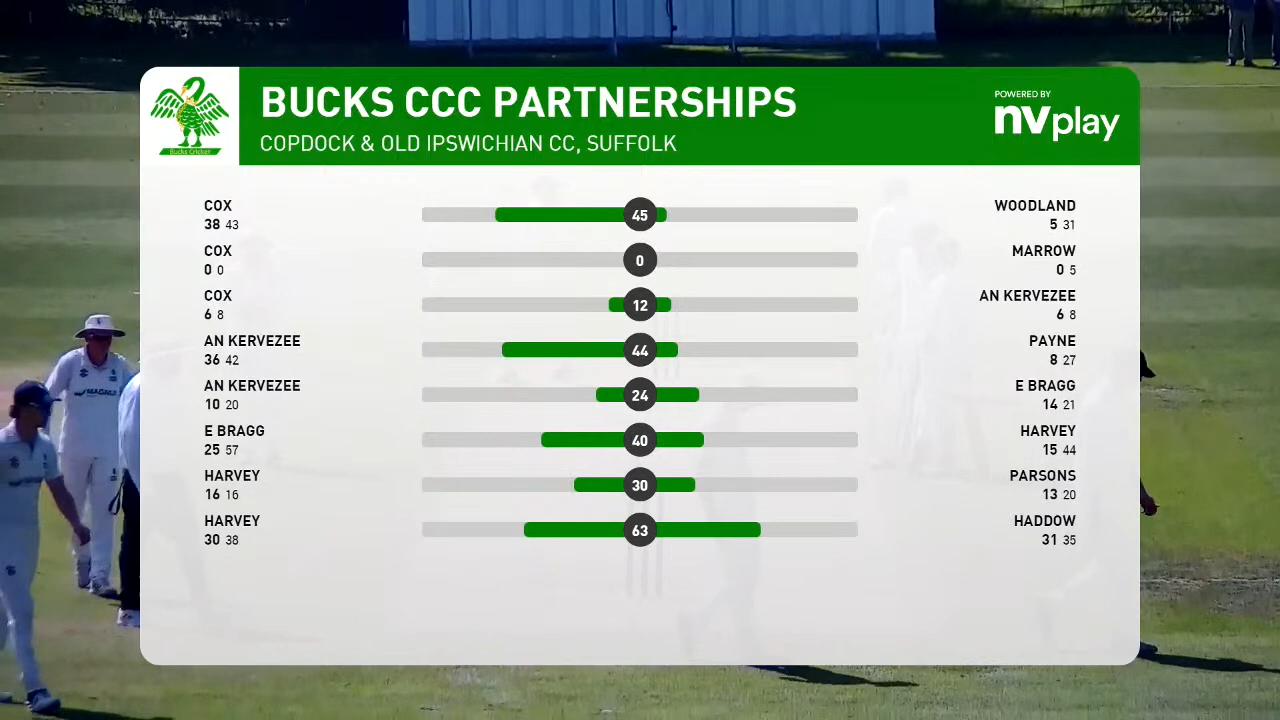 BUCKS CCC PARTNERSHIPS
COPDOCK & OLD IPSWICHIAN CC, SUFFOLK
POWERED BY
nvplay
Bucks Cricket
COX
38 43
45
WOODLAND
5 31
COX
0 0
0
MARROW
0 5
COX
6 8
12
AN KERVEZEE
6 8
AN KERVEZEE
36 42
44
PAYNE
8 27
AN KERVEZEE
10 20
24
E BRAGG
14 21
E BRAGG
25 57
40
HARVEY
15 44
HARVEY
16 16
30
PARSONS
13 20
HARVEY
30 38
63
HADDOW
31 35